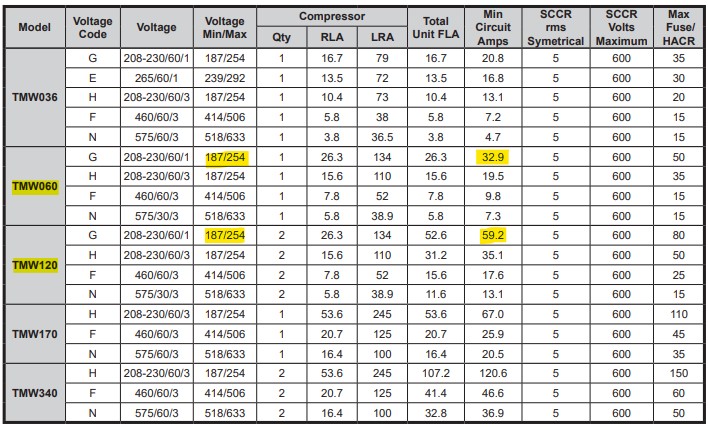 Model Voltage Code Voltage Voltage Min/Max Compressor Qty RLA LRA Total Unit FLA Min Circuit Amps SCCR rms Symetrical SCCR Volts Maximum Max Fuse/ HACR
TMW036
G 208-230/60/1 187/254 1 16.7 79 16.7 20.8 5 600 35
E 265/60/1 239/292 1 13.5 72 13.5 16.8 5 600 30
H 208-230/60/3 187/254 1 10.4 73 10.4 13.1 5 600 20
F 460/60/3 414/506 1 5.8 38 5.8 7.2 5 600 15
N 575/60/3 518/633 1 3.8 36.5 3.8 4.7 5 600 15
TMW060
G 208-230/60/1 187/254 1 26.3 134 26.3 32.9 5 600 50
H 208-230/60/3 187/254 1 15.6 110 15.6 19.5 5 600 35
F 460/60/3 414/506 1 7.8 52 7.8 9.8 5 600 15
N 575/30/3 518/633 1 5.8 38.9 5.8 7.3 5 600 15
TMW120
G 208-230/60/1 187/254 2 26.3 134 52.6 59.2 5 600 80
H 208-230/60/3 187/254 2 15.6 110 31.2 35.1 5 600 50
F 460/60/3 414/506 2 7.8 52 15.6 17.6 5 600 25
N 575/30/3 518/633 2 5.8 38.9 11.6 13.1 5 600 15
TMW170
H 208-230/60/3 187/254 1 53.6 245 53.6 67.0 5 600 110
F 460/60/3 414/506 1 20.7 125 20.7 25.9 5 600 45
N 575/60/3 518/633 1 16.4 100 16.4 20.5 5 600 35
TMW340
H 208-230/60/3 187/254 2 53.6 245 107.2 120.6 5 600 150
F 460/60/3 414/506 2 20.7 125 41.4 46.6 5 600 60
N 575/60/3 518/633 2 16.4 100 32.8 36.9 5 600 50